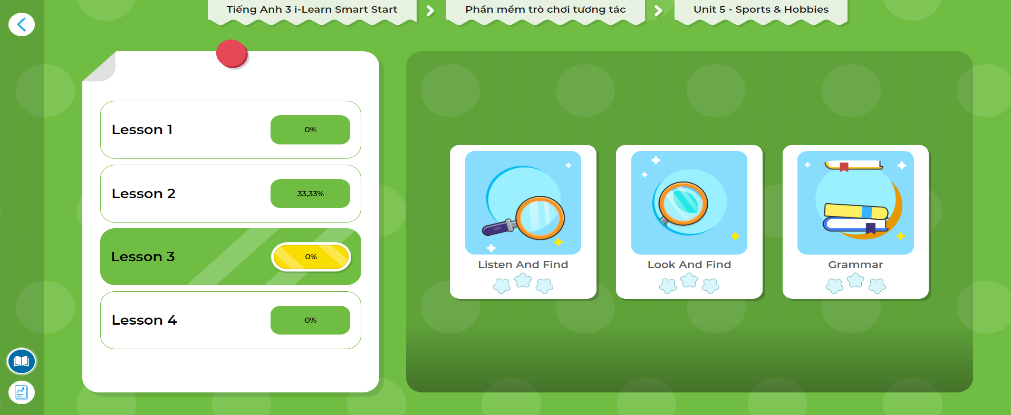 Tiếng Anh 3 i-Learn Smart Start
Phần mềm trò chơi tương tác
Unit 5 - Sports & Hobbies
Lesson 1
0%
Lesson 2
33,33%
Lesson 3
0%
Lesson 4
0%
Listen And Find
Look And Find
Grammar